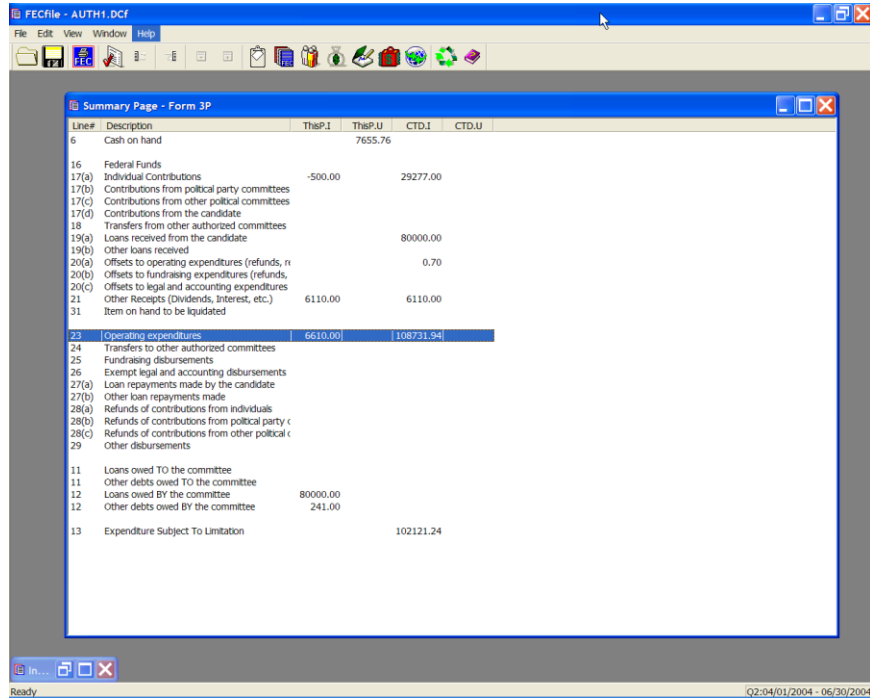 FECfile - AUTH1.DCf
File Edit View Window Help
FEC
Summary Page - Form 3P
Line# Description ThisP.I ThisP.U CTD.I CTD.U
6 Cash on hand 7655.76
16 Federal Funds
17(a) Individual Contributions -500.00 29277.00
17(b) Contributions from political party committees
17(c) Contributions from other political committees
17(d) Contributions from the candidate
18 Transfers from other authorized committees
19(a) Loans received from the candidate 80000.00
19(b) Other loans received
20(a) Offsets to operating expenditures (refunds, re 0.70
20(b) Offsets to fundraising expenditures (refunds,
20(c) Offsets to legal and accounting expenditures
21 Other Receipts (Dividends, Interest, etc.) 6110.00 6110.00
31 Item on hand to be liquidated
23 Operating expenditures 6610.00 108731.94
24 Transfers to other authorized committees
25 Fundraising disbursements
26 Exempt legal and accounting disbursements
27(a) Loan repayments made by the candidate
27(b) Other loan repayments made
28(a) Refunds of contributions from individuals
28(b) Refunds of contributions from political party c
28(c) Refunds of contributions from other political c
29 Other disbursements
11 Loans owed TO the committee
11 Other debts owed TO the committee
12 Loans owed BY the committee 80000.00
12 Other debts owed BY the committee 241.00
13 Expenditure Subject To Limitation 102121.24
In...
Ready Q2:04/01/2004 - 06/30/2004